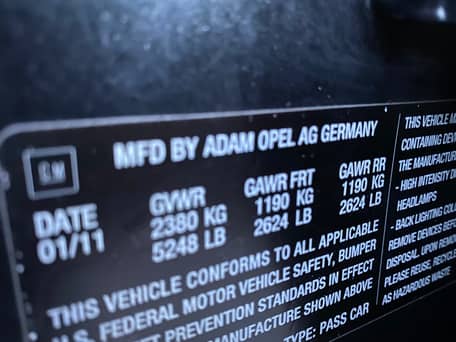 GM
MFD BY ADAM OPEL AG GERMANY
DATE GVWR GAWR FRT GAWR RR
01/11 2380 KG 1190 KG 1190 KG
5248 LB 2624 LB 2624 LB
THIS VEHICLE CONFORMS TO ALL APPLICABLE
U.S. FEDERAL MOTOR VEHICLE SAFETY, BUMPER
PREVENTION STANDARDS IN EFFECT
MANUFACTURE SHOWN ABOVE
TYPE: PASS CAR
THIS VEHICLE
CONTAINING
THE MANUFACTURE
- HIGH INTENSITY
HEADLAMPS
- BACK LIGHTING
REMOVE DEVICES
DISPOSAL. UPON
PLEASE REUSE,
AS HAZARDOUS WASTE